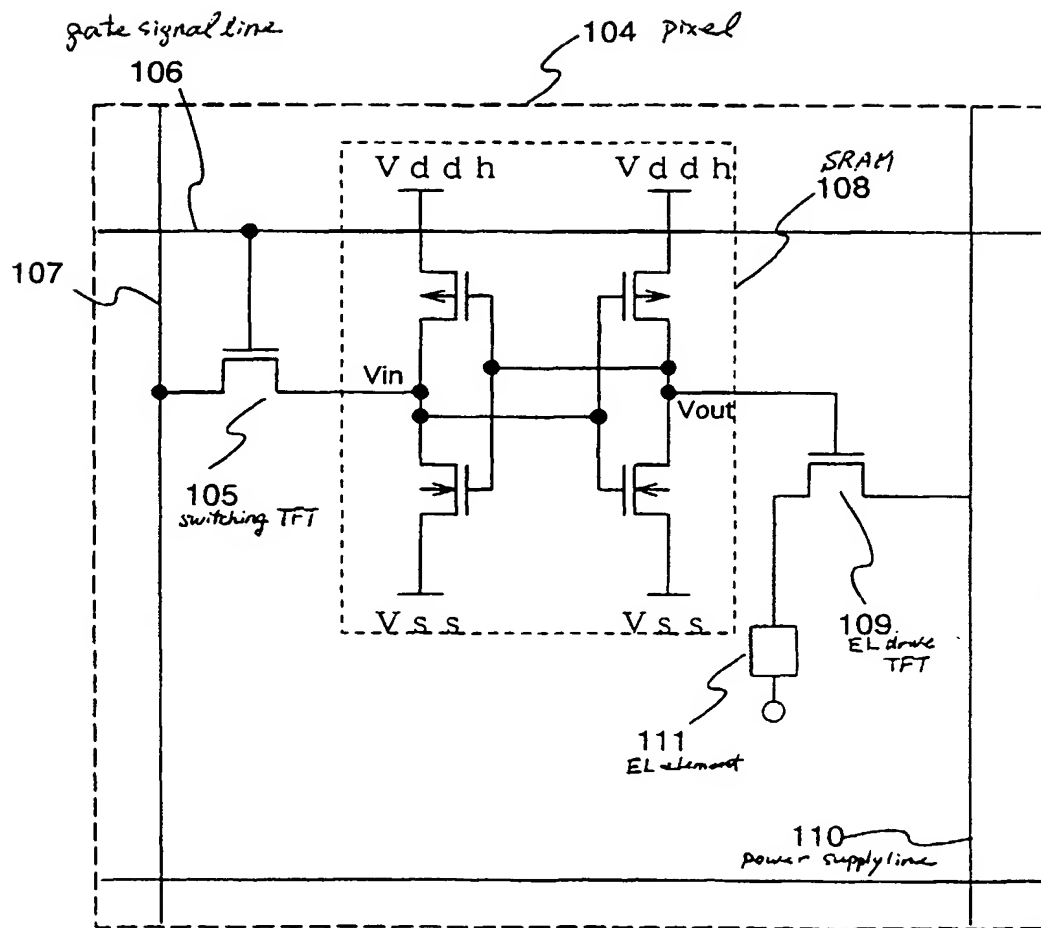 gate signal line
106
104 pixel
SRAM
108
Vddh
Vddh
107
Vin
Vout
105
switching TFT
109
EL drive
TFT
Vss
Vss
111
EL element
110
power supply line